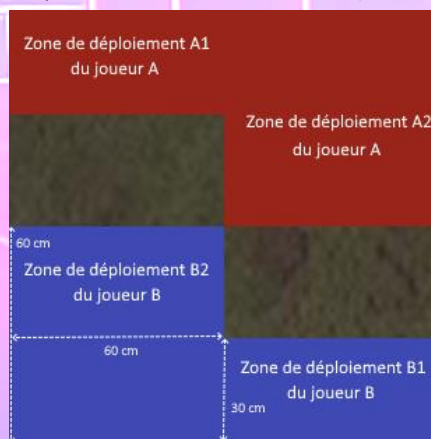 Zone de déploiement A1
du joueur A
Zone de déploiement A2
du joueur A
60 cm
Zone de déploiement B2
du joueur B
60 cm
Zone de déploiement B1
du joueur B
30 cm